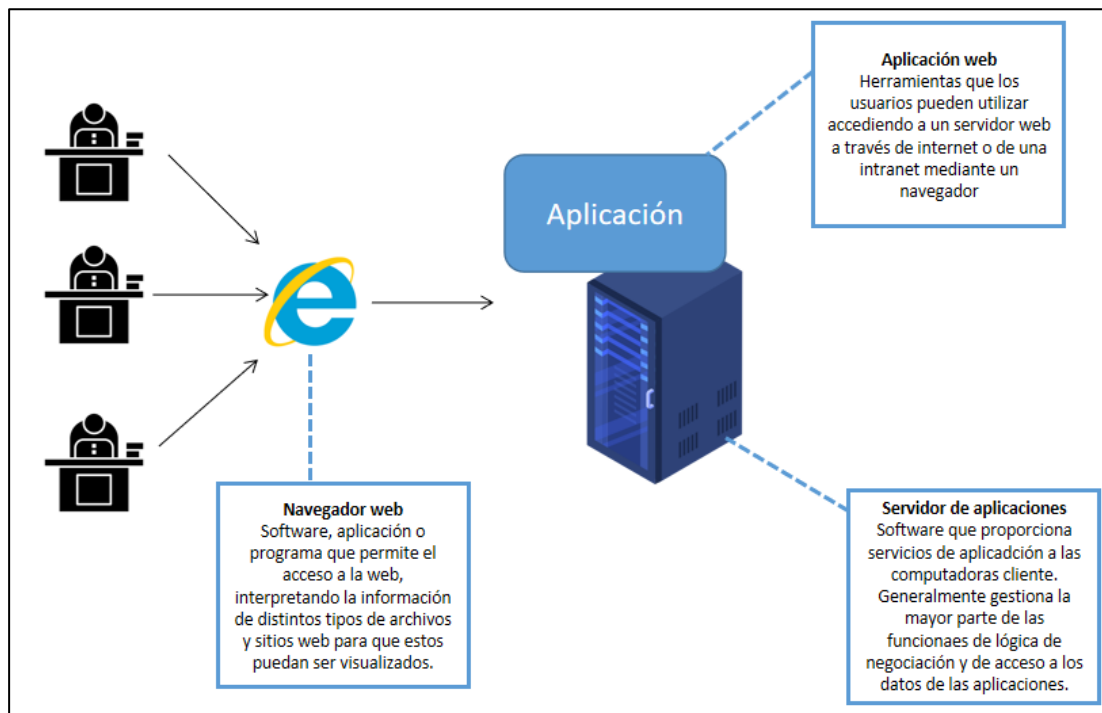 Aplicación web
Herramientas que los
usuarios pueden utilizar
accediendo a un servidor web
a través de internet o de una
intranet mediante un
navegador
Aplicación
Navegador web
Software, aplicación o
programa que permite el
acceso a la web,
interpretando la información
de distintos tipos de archivos
y sitios web para que estos
puedan ser visualizados.
Servidor de aplicaciones
Software que proporciona
servicios de aplicadción a las
computadoras cliente.
Generalmente gestiona la
mayor parte de las
funcionaes de lógica de
negociación y de acceso a los
datos de las aplicaciones.